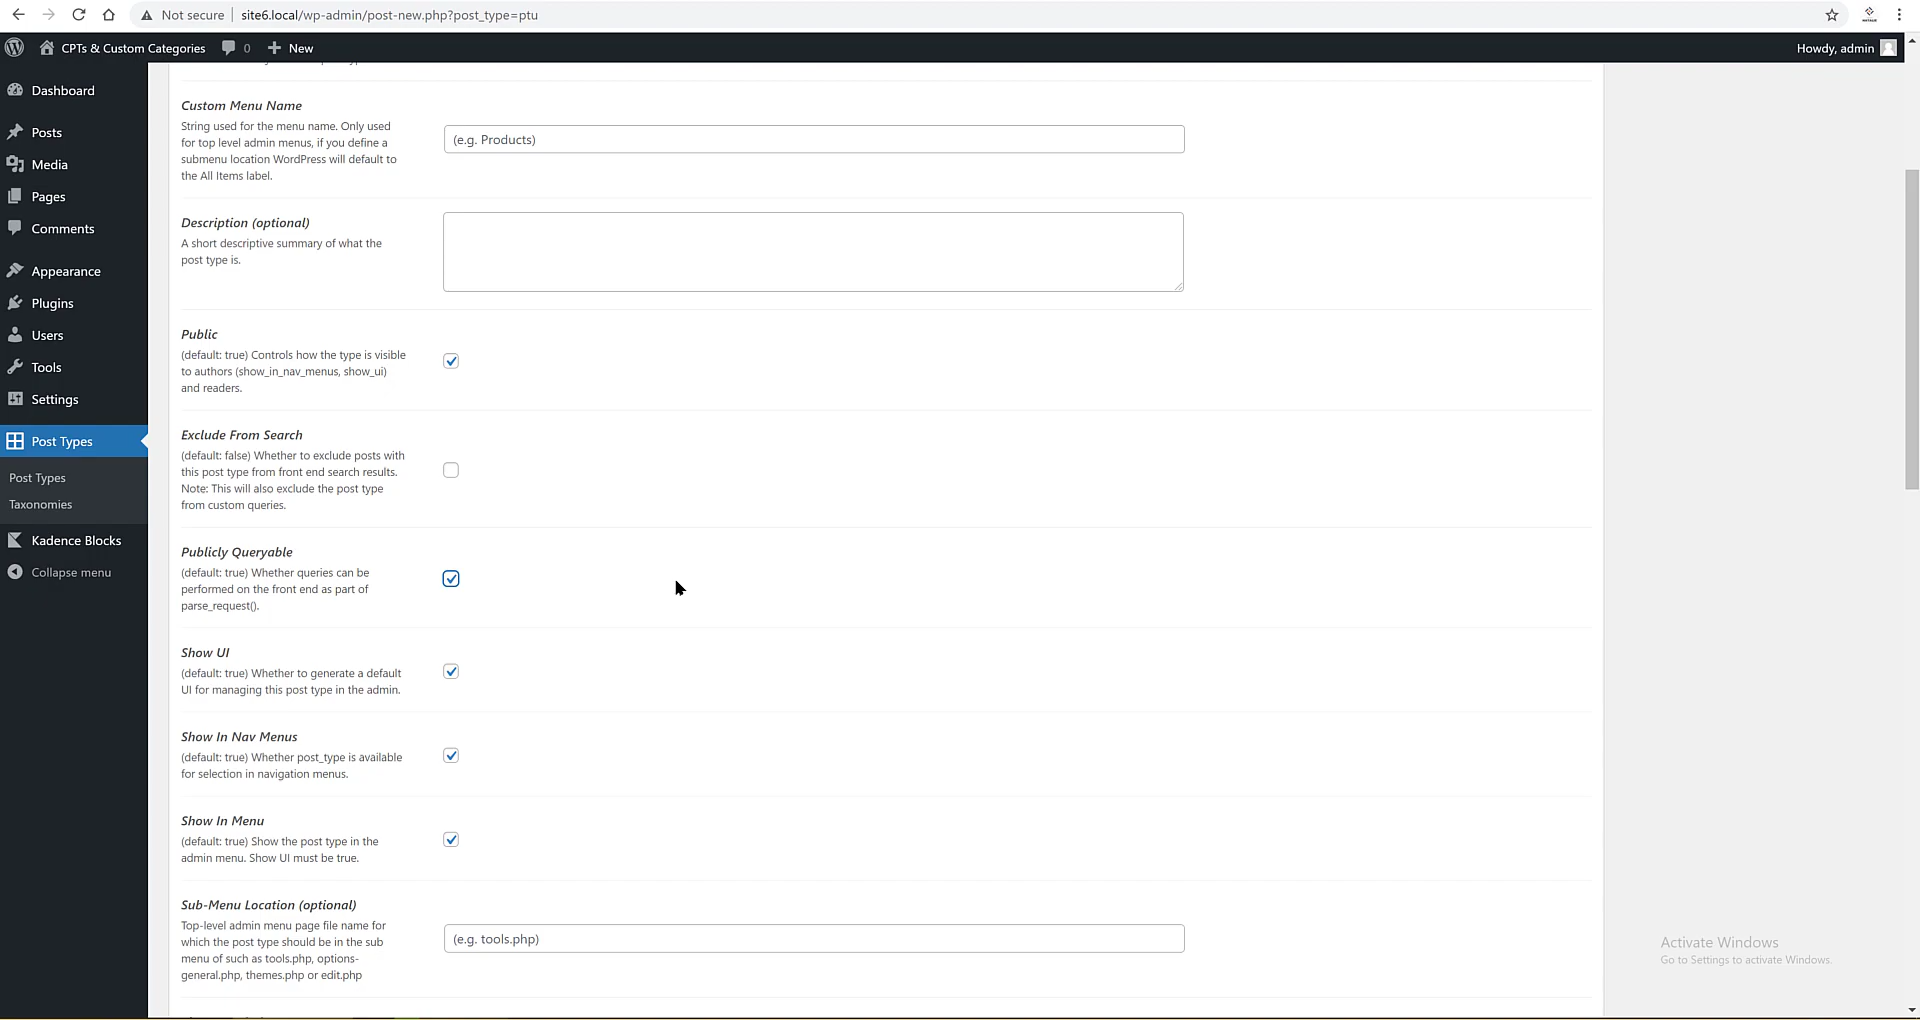 Not secure
site6.local/wp-admin/post-new.php?post_type=ptu
CPTs & Custom Categories
0
New
Howdy, admin
Dashboard
Posts
Media
Pages
Comments
Appearance
Plugins
Users
Tools
Settings
Post Types
Post Types
Taxonomies
Kadence Blocks
Collapse menu
Custom Menu Name
String used for the menu name. Only used
for top level admin menus, if you define a
submenu location WordPress will default to
the All Items label.
(e.g. Products)
Description (optional)
A short descriptive summary of what the
post type is.
Public
(default: true) Controls how the type is visible
to authors (show_in_nav_menus, show_ui)
and readers.
Exclude From Search
(default: false) Whether to exclude posts with
this post type from front end search results.
Note: This will also exclude the post type
from custom queries.
Publicly Queryable
(default: true) Whether queries can be
performed on the front end as part of
parse_request().
Show UI
(default: true) Whether to generate a default
UI for managing this post type in the admin.
Show In Nav Menus
(default: true) Whether post_type is available
for selection in navigation menus.
Show In Menu
(default: true) Show the post type in the
admin menu. Show UI must be true.
Sub-Menu Location (optional)
Top-level admin menu page file name for
which the post type should be in the sub
menu of such as tools.php, options-
general.php, themes.php or edit.php
(e.g. tools.php)
Activate Windows
Go to Settings to activate Windows.